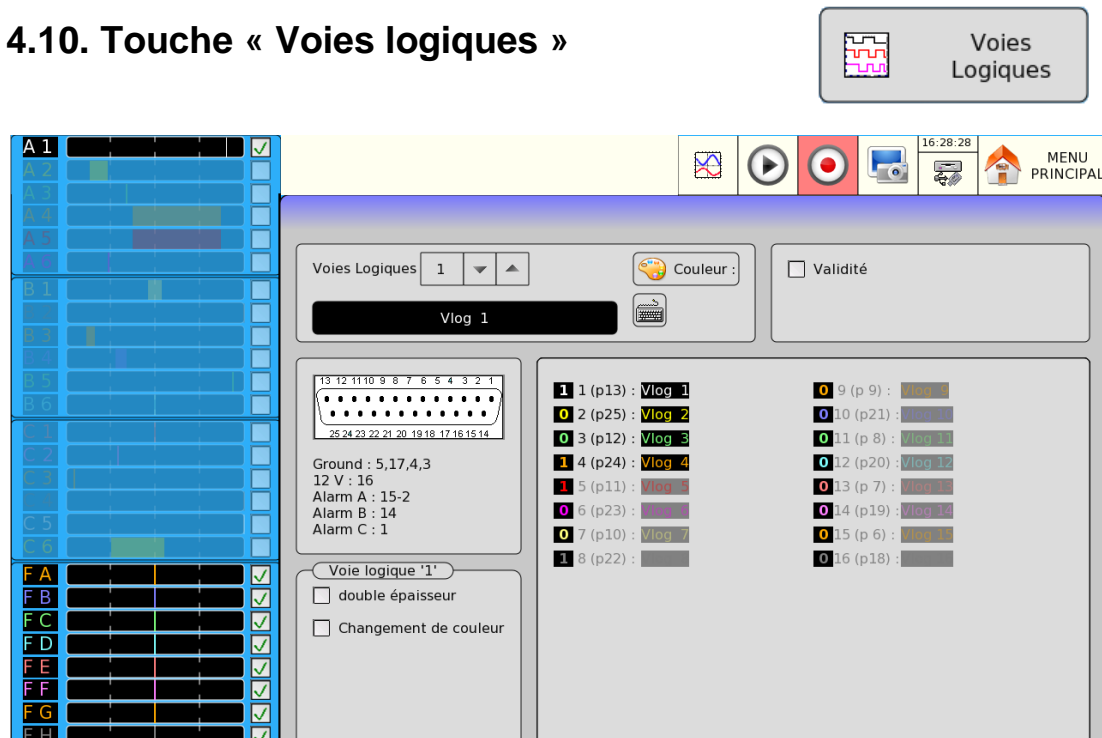 4.10. Touche « Voies logiques »
Voies
Logiques
A 1
A 2
A 3
A 4
A 5
A 6
B 1
B 3
B 4
B 5
B 6
C 1
C 2
C 3
C 5
C 6
F A
F B
F C
F D
F E
F F
F G
F H
16:28:28
MENU
PRINCIPAL
Voies Logiques 1
Couleur :
Validité
Vlog 1
13 12 11 10 9 8 7 6 5 4 3 2 1
25 24 23 22 21 20 19 18 17 16 15 14
Ground : 5,17,4,3
12 V : 16
Alarm A : 15-2
Alarm B : 14
Alarm C : 1
Voie logique '1'
double épaisseur
Changement de couleur
1 1 (p13) : Vlog 1
0 2 (p25) : Vlog 2
0 3 (p12) : Vlog 3
1 4 (p24) : Vlog 4
1 5 (p11) : Vlog 5
0 6 (p23) : Vlog 6
0 7 (p10) : Vlog 7
1 8 (p22) :
0 9 (p 9) : Vlog 9
0 10 (p21) :
0 11 (p 8) : Vlog 11
0 12 (p20) : Vlog 12
0 13 (p 7) : Vlog 13
0 14 (p19) : Vlog 14
0 15 (p 6) : Vlog 15
0 16 (p18) :